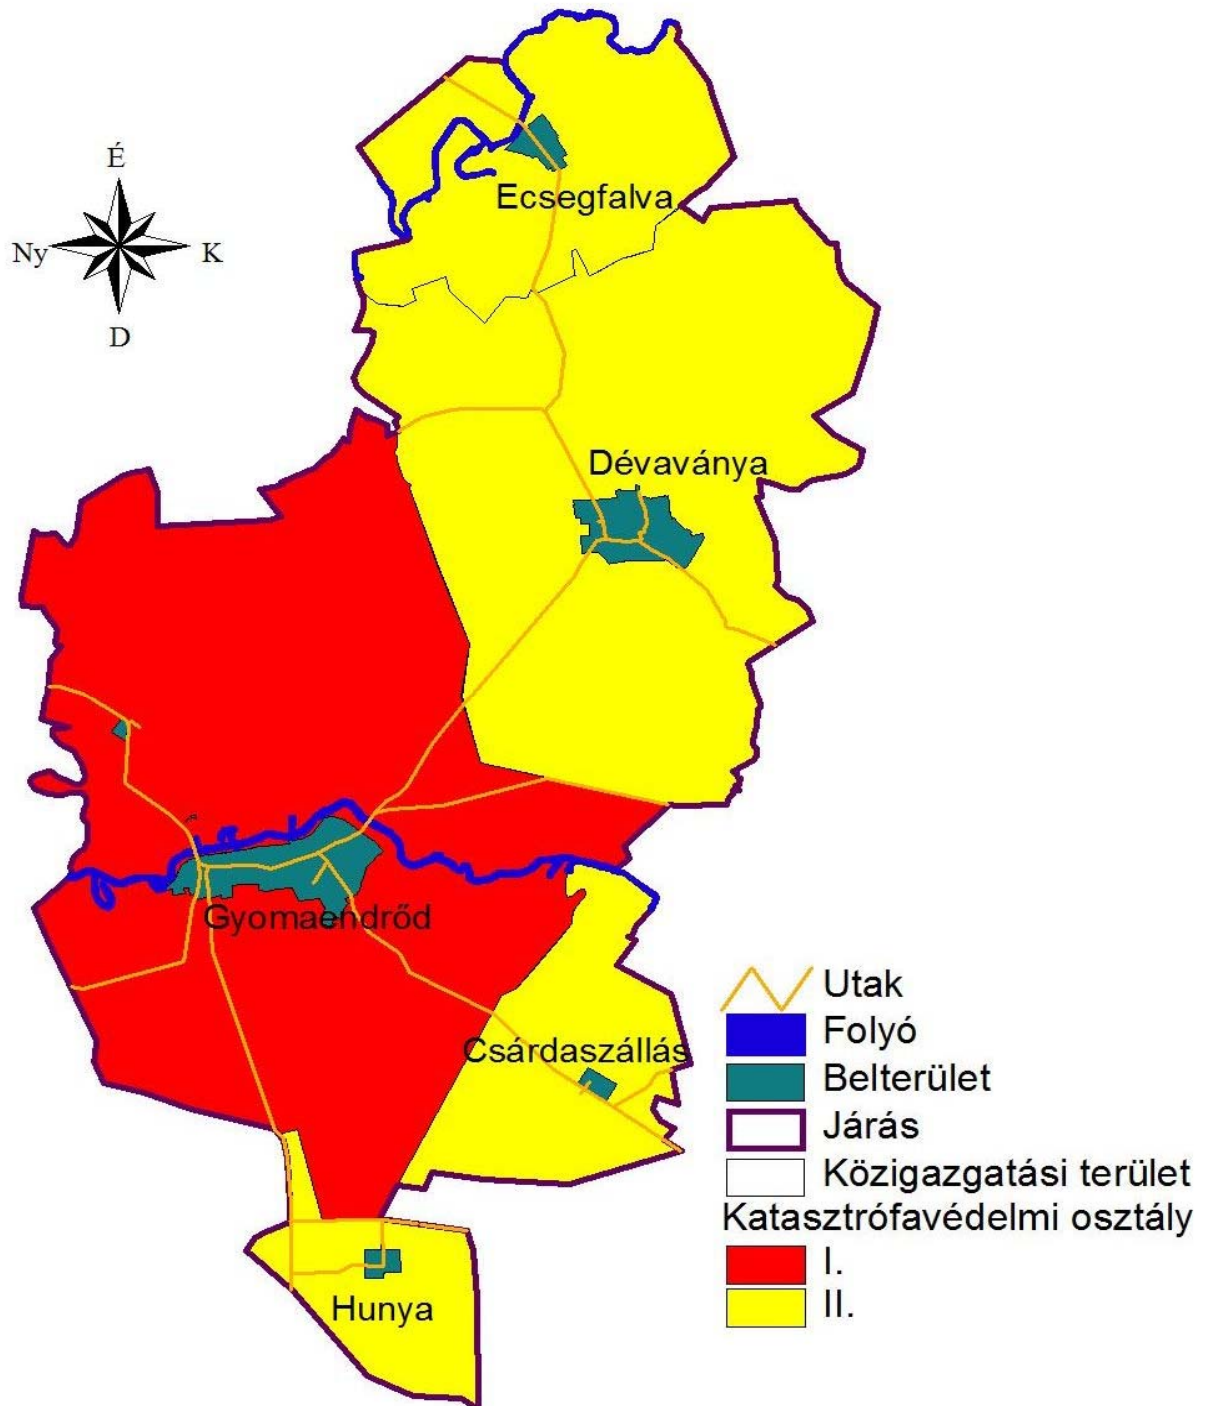 É
Ny
K
D
Ecsegfalva
Dévaványa
Gyomaendrőd
Csárdaszállás
Hunya
Utak
Folyó
Belterület
Járás
Közigazgatási terület
Katasztrófavédelmi osztály
I.
II.